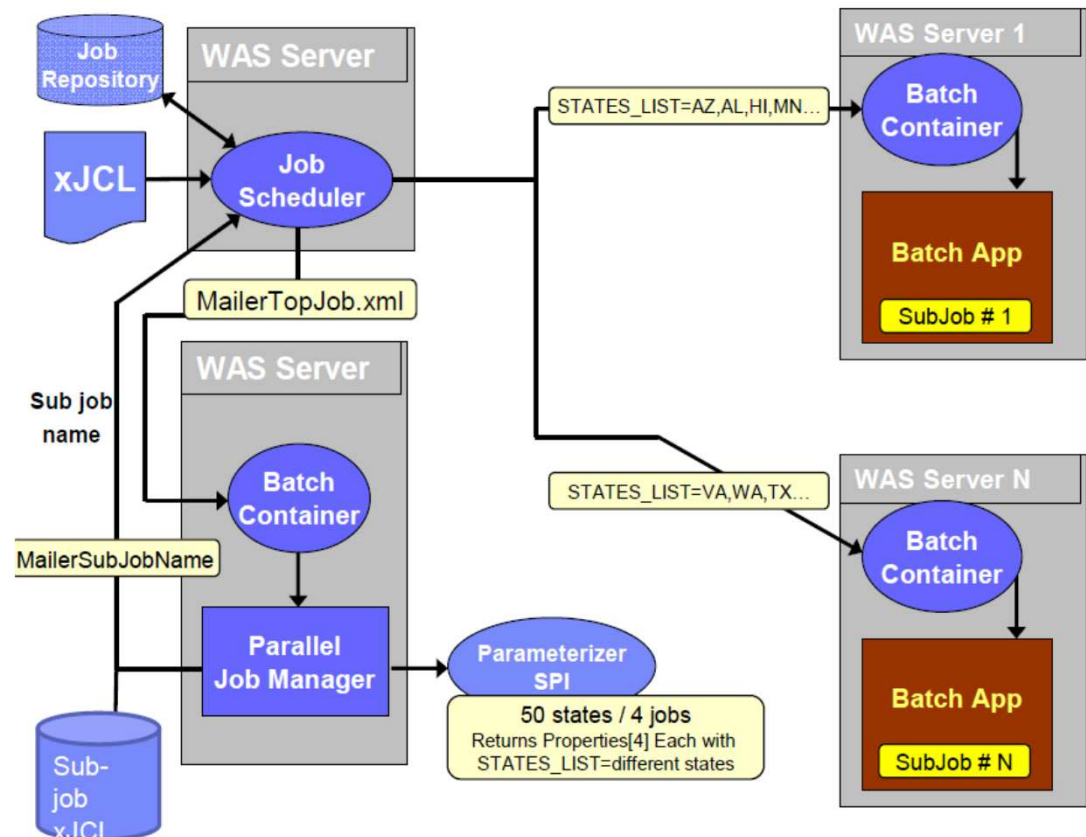 Job
Repository
WAS Server
xJCL
Job
Scheduler
MailerTopJob.xml
STATES_LIST=AZ,AL,HI,MN...
WAS Server 1
Batch
Container
Batch App
SubJob # 1
Sub job
name
WAS Server
Batch
Container
MailerSubJobName
Parallel
Job Manager
Parameterizer
SPI
50 states / 4 jobs
Returns Properties[4] Each with
STATES_LIST=different states
STATES_LIST=VA,WA,TX...
WAS Server N
Batch
Container
Batch App
SubJob # N
Sub-
job
xJCL